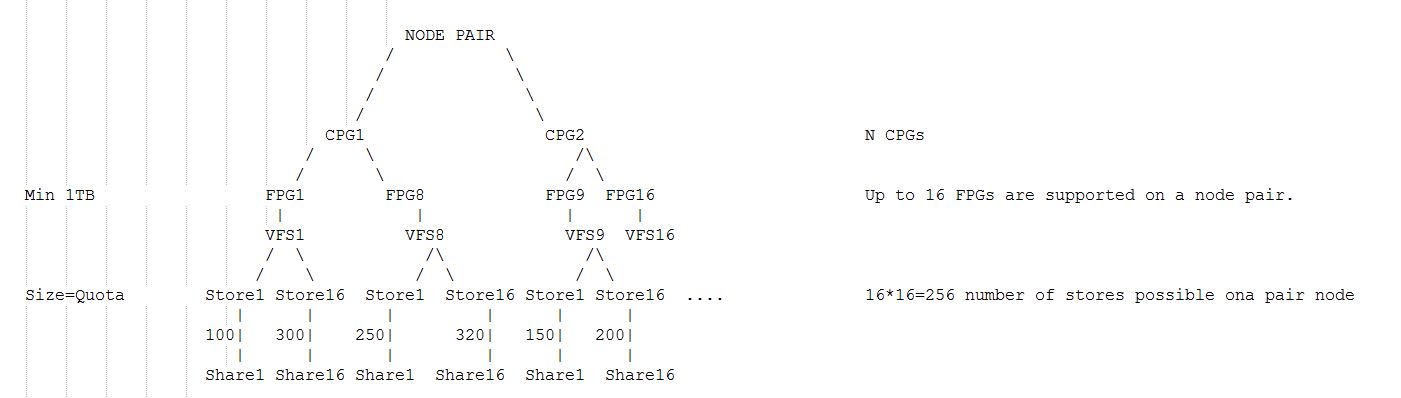 NODE PAIR
CPG1 CPG2 N CPGs
Min 1TB FPG1 FPG8 FPG9 FPG16 Up to 16 FPGs are supported on a node pair.
VFS1 VFS8 VFS9 VFS16
Size=Quota Store1 Store16 Store1 Store16 Store1 Store16 .... 16*16=256 number of stores possible ona pair node
100| 300| 250| 320| 150| 200|
Share1 Share16 Share1 Share16 Share1 Share16